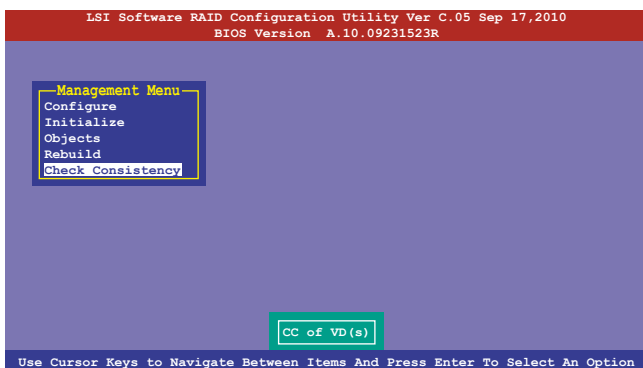 LSI Software RAID Configuration Utility Ver C.05 Sep 17,2010
BIOS Version A.10.09231523R
Management Menu
Configure
Initialize
Objects
Rebuild
Check Consistency
CC of VD(s)
Use Cursor Keys to Navigate Between Items And Press Enter To Select An Option